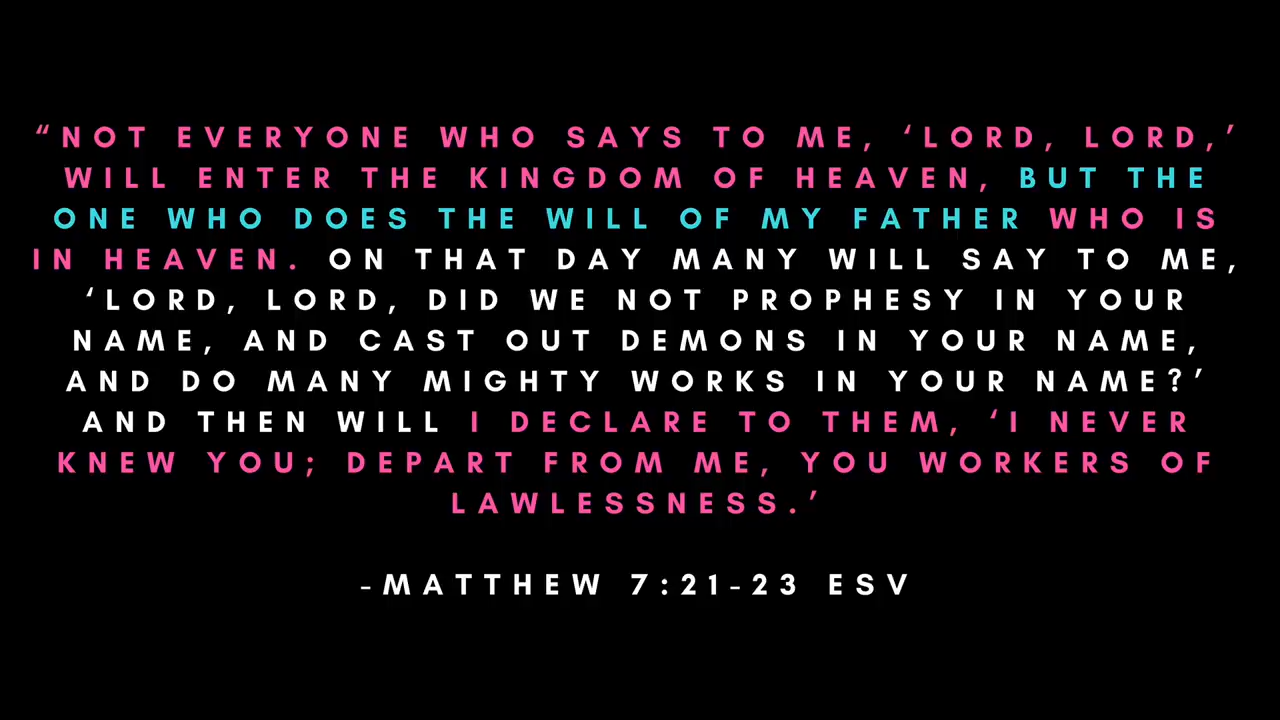 “NOT EVERYONE WHO SAYS TO ME, ‘LORD, LORD,’
WILL ENTER THE KINGDOM OF HEAVEN, BUT THE
ONE WHO DOES THE WILL OF MY FATHER WHO IS
IN HEAVEN. ON THAT DAY MANY WILL SAY TO ME,
‘LORD, LORD, DID WE NOT PROPHESY IN YOUR
NAME, AND CAST OUT DEMONS IN YOUR NAME,
AND DO MANY MIGHTY WORKS IN YOUR NAME?’
AND THEN WILL I DECLARE TO THEM, ‘I NEVER
KNEW YOU; DEPART FROM ME, YOU WORKERS OF
LAWLESSNESS.’
-MATTHEW 7:21-23 ESV